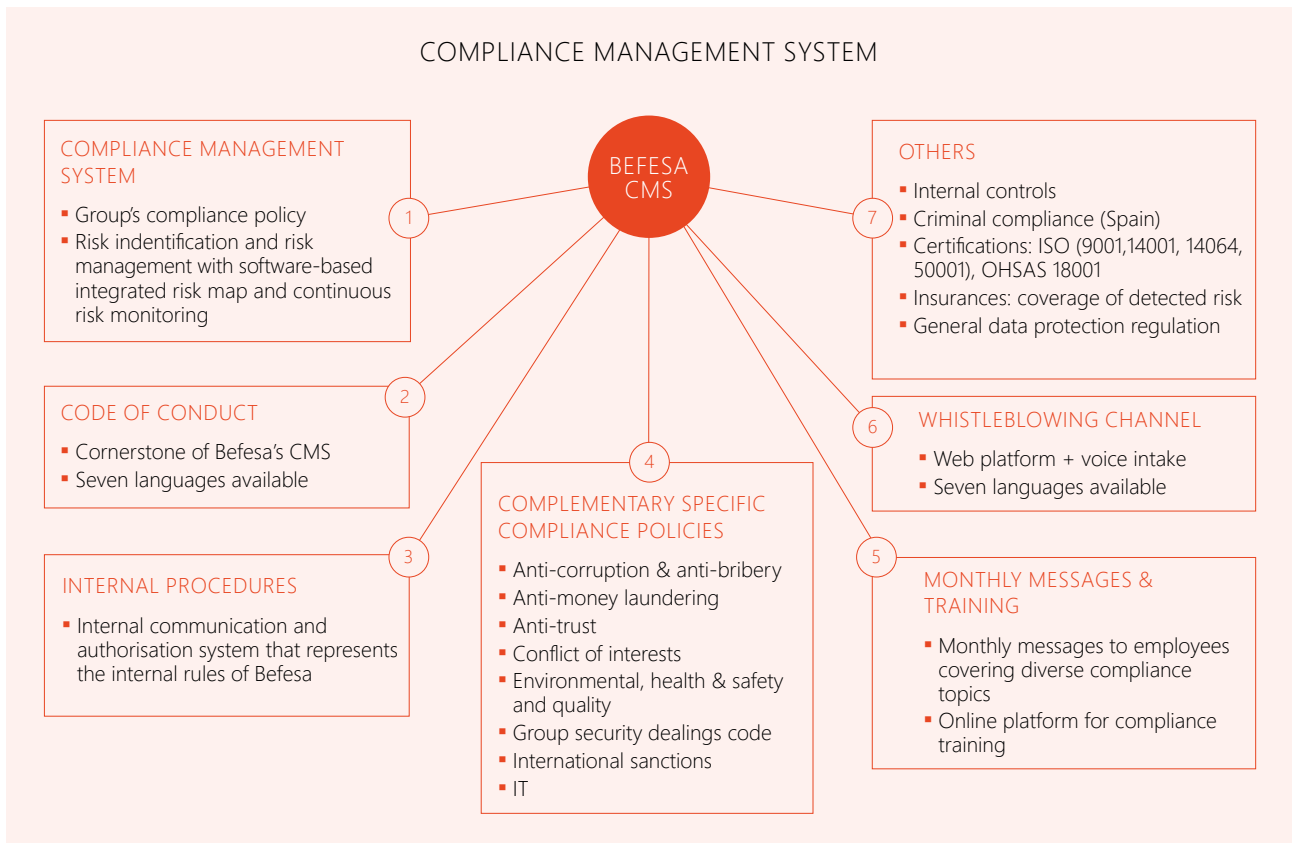 COMPLIANCE MANAGEMENT SYSTEM
BEFESA
CMS
1
COMPLIANCE MANAGEMENT
SYSTEM
▪ Group's compliance policy
▪ Risk indentification and risk
management with software-based
integrated risk map and continuous
risk monitoring
2
CODE OF CONDUCT
▪ Cornerstone of Befesa's CMS
▪ Seven languages available
3
INTERNAL PROCEDURES
▪ Internal communication and
authorisation system that represents
the internal rules of Befesa
4
COMPLEMENTARY SPECIFIC
COMPLIANCE POLICIES
▪ Anti-corruption & anti-bribery
▪ Anti-money laundering
▪ Anti-trust
▪ Conflict of interests
▪ Environmental, health & safety
and quality
▪ Group security dealings code
▪ International sanctions
▪ IT
5
MONTHLY MESSAGES &
TRAINING
▪ Monthly messages to employees
covering diverse compliance
topics
▪ Online platform for compliance
training
6
WHISTLEBLOWING CHANNEL
▪ Web platform + voice intake
▪ Seven languages available
7
OTHERS
▪ Internal controls
▪ Criminal compliance (Spain)
▪ Certifications: ISO (9001,14001, 14064,
50001), OHSAS 18001
▪ Insurances: coverage of detected risk
▪ General data protection regulation